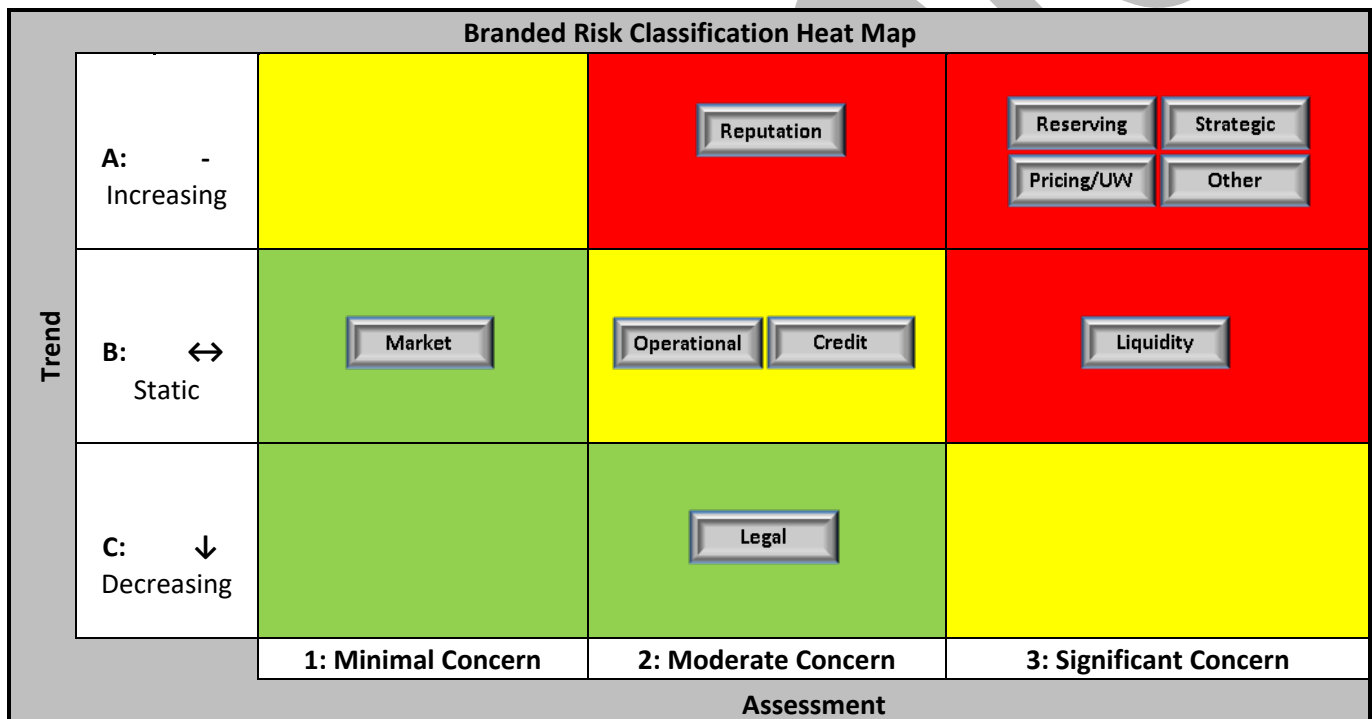 Branded Risk Classification Heat Map
Trend
A: -
Increasing
Reputation
Reserving Strategic
Pricing/UW Other
B: ↔
Static
Market
Operational Credit
Liquidity
C: ↓
Decreasing
Legal
1: Minimal Concern 2: Moderate Concern 3: Significant Concern
Assessment